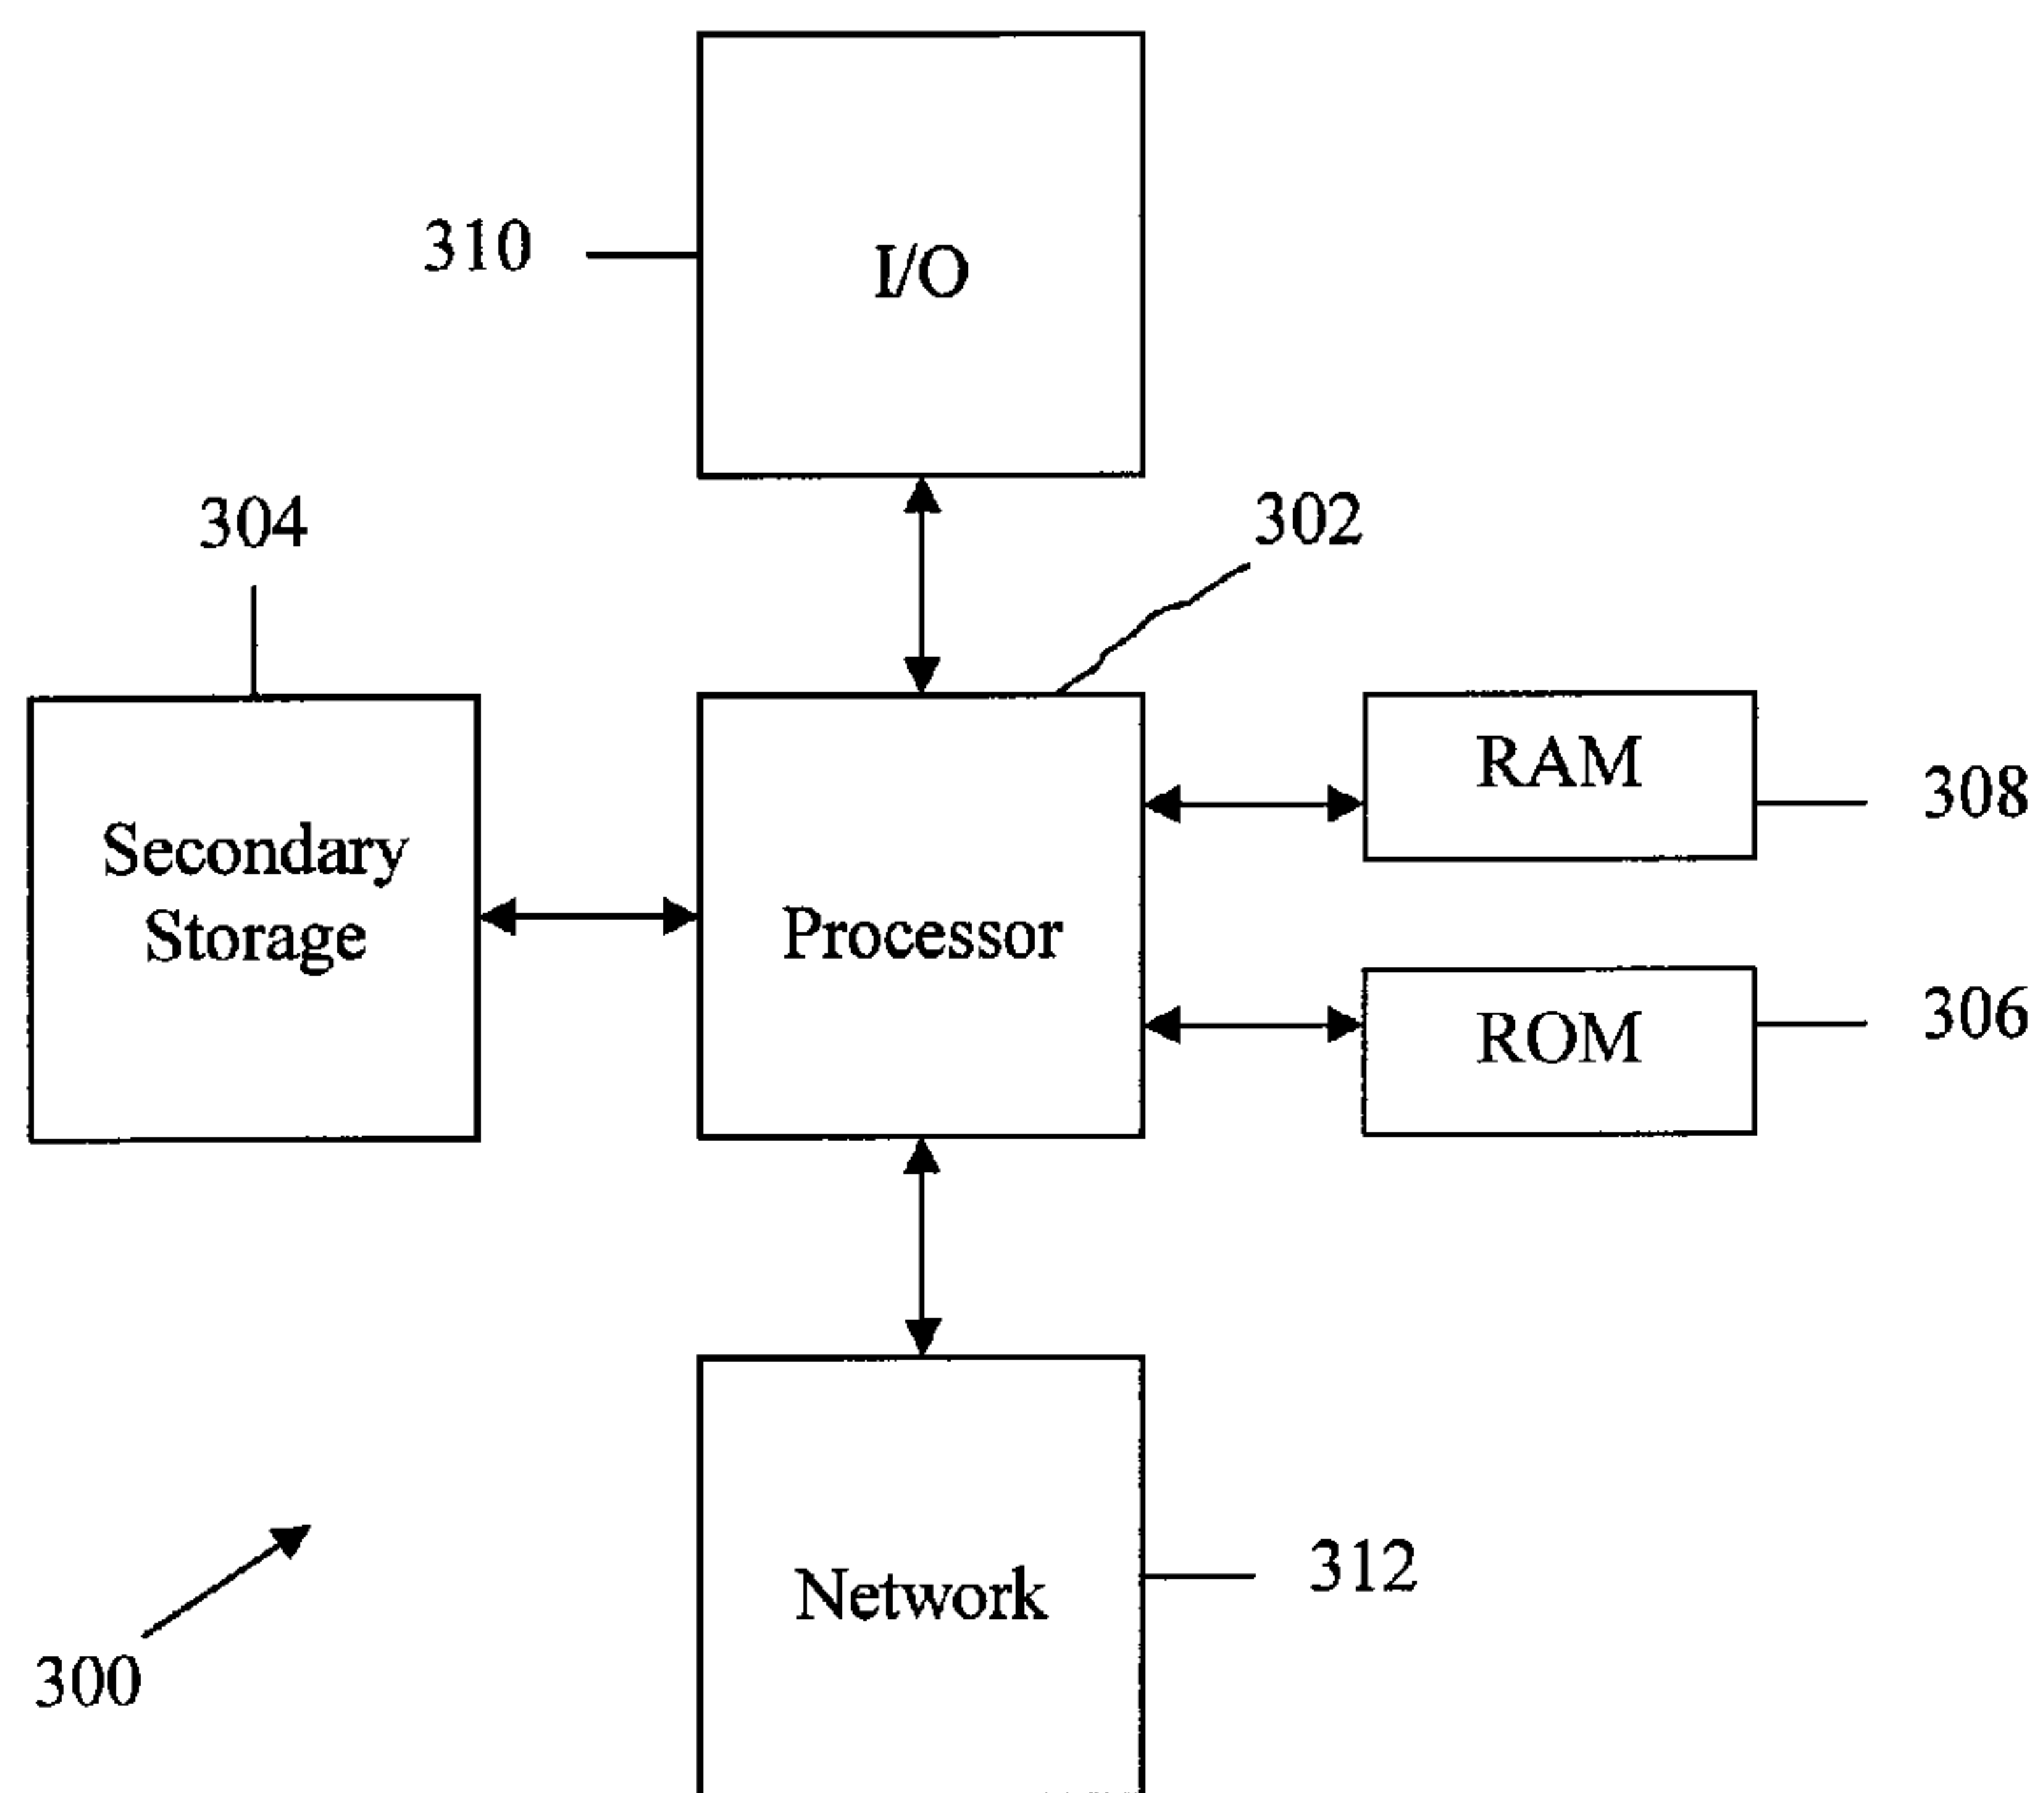 310
I/O
304
302
Secondary
Storage
Processor
RAM
308
ROM
306
Network
312
300